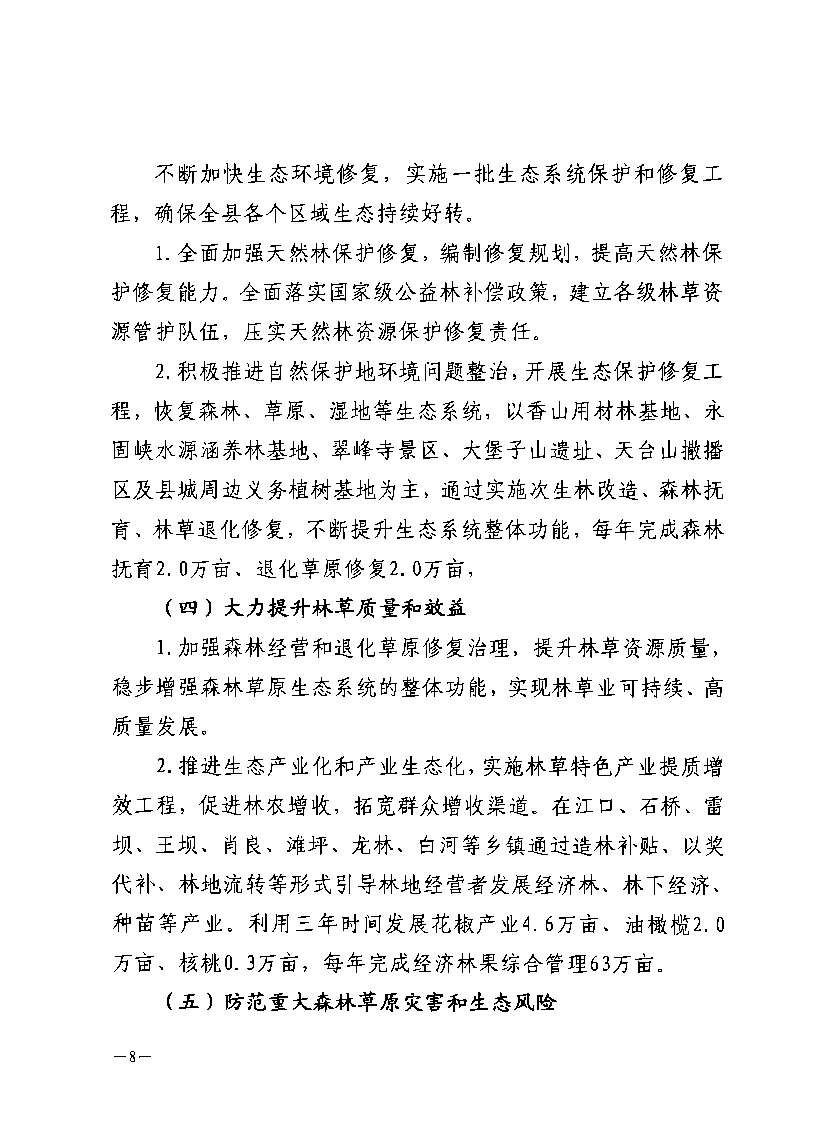 不断加快生态环境修复，实施一批生态系统保护和修复工
程，确保全县各个区域生态持续好转。
1.全面加强天然林保护修复，编制修复规划，提高天然林保
护修复能力。全面落实国家级公益林补偿政策，建立各级林草资
源管护队伍，压实天然林资源保护修复责任。
2.积极推进自然保护地环境问题整治，开展生态保护修复工
程，恢复森林、草原、湿地等生态系统，以香山用材林基地、永
固峡水源涵养林基地、翠峰寺景区、大堡子山遗址、天台山撒播
区及县城周边义务植树基地为主，通过实施次生林改造、森林抚
育、林草退化修复，不断提升生态系统整体功能，每年完成森林
抚育2.0万亩、退化草原修复2.0万亩，
（四）大力提升林草质量和效益
1.加强森林经营和退化草原修复治理，提升林草资源质量，
稳步增强森林草原生态系统的整体功能，实现林草业可持续、高
质量发展。
2.推进生态产业化和产业生态化，实施林草特色产业提质增
效工程，促进林农增收，拓宽群众增收渠道。在江口、石桥、雷
坝、王坝、肖良、滩坪、龙林、白河等乡镇通过造林补贴、以奖
代补、林地流转等形式引导林地经营者发展经济林、林下经济、
种苗等产业。利用三年时间发展花椒产业4.6万亩、油橄榄2.0
万亩、核桃0.3万亩，每年完成经济林果综合管理63万亩。
（五）防范重大森林草原灾害和生态风险
—8—